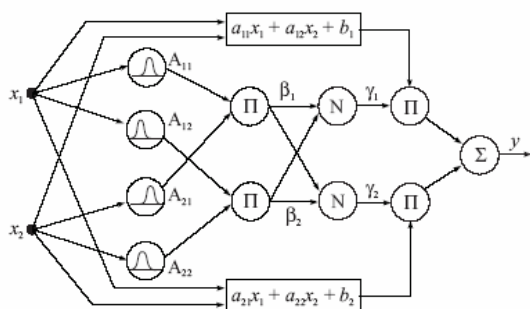 a₁₁x₁ + a₁₂x₂ + b₁
A₁₁
x₁
A₁₂
Π
β₁
N
γ₁
Π
Σ
y
A₂₁
Π
β₂
N
γ₂
Π
x₂
A₂₂
a₂₁x₁ + a₂₂x₂ + b₂